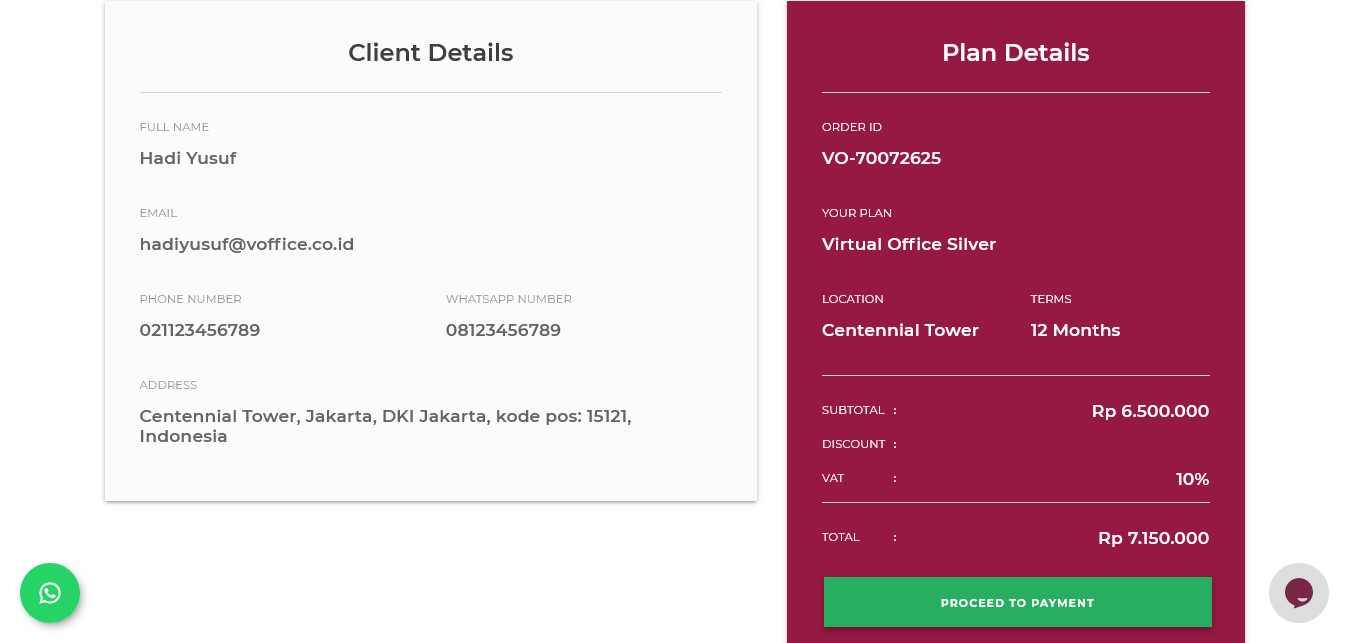 Client Details
FULL NAME
Hadi Yusuf
EMAIL
hadiyusuf@voffice.co.id
PHONE NUMBER WHATSAPP NUMBER
021123456789 08123456789
ADDRESS
Centennial Tower, Jakarta, DKI Jakarta, kode pos: 15121,
Indonesia
Plan Details
ORDER ID
VO-70072625
YOUR PLAN
Virtual Office Silver
LOCATION TERMS
Centennial Tower 12 Months
SUBTOTAL : Rp 6.500.000
DISCOUNT :
VAT : 10%
TOTAL : Rp 7.150.000
PROCEED TO PAYMENT